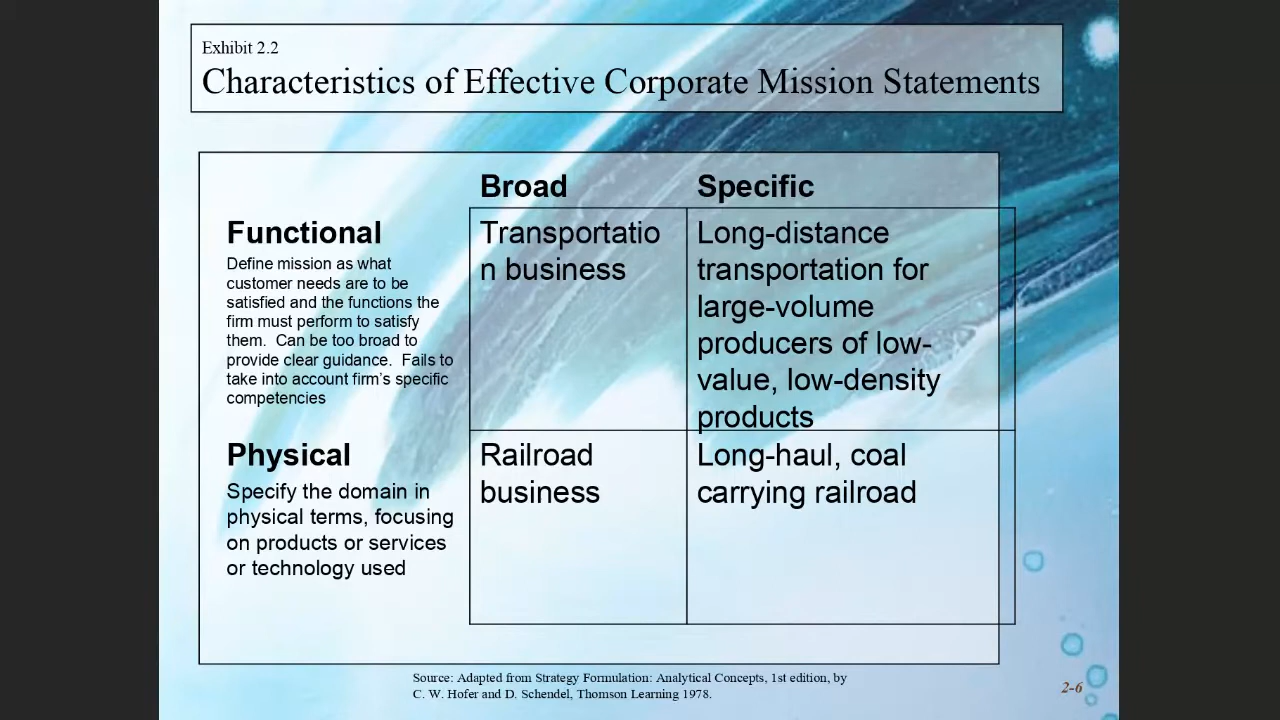 Exhibit 2.2
Characteristics of Effective Corporate Mission Statements
Broad
Specific
Functional
Define mission as what
customer needs are to be
satisfied and the functions the
firm must perform to satisfy
them.  Can be too broad to
provide clear guidance.  Fails to
take into account firm’s specific
competencies
Transportatio
n business
Long-distance
transportation for
large-volume
producers of low-
value, low-density
products
Physical
Specify the domain in
physical terms, focusing
on products or services
or technology used
Railroad
business
Long-haul, coal
carrying railroad
Source: Adapted from Strategy Formulation: Analytical Concepts, 1st edition, by
C. W. Hofer and D. Schendel, Thomson Learning 1978.
2-6